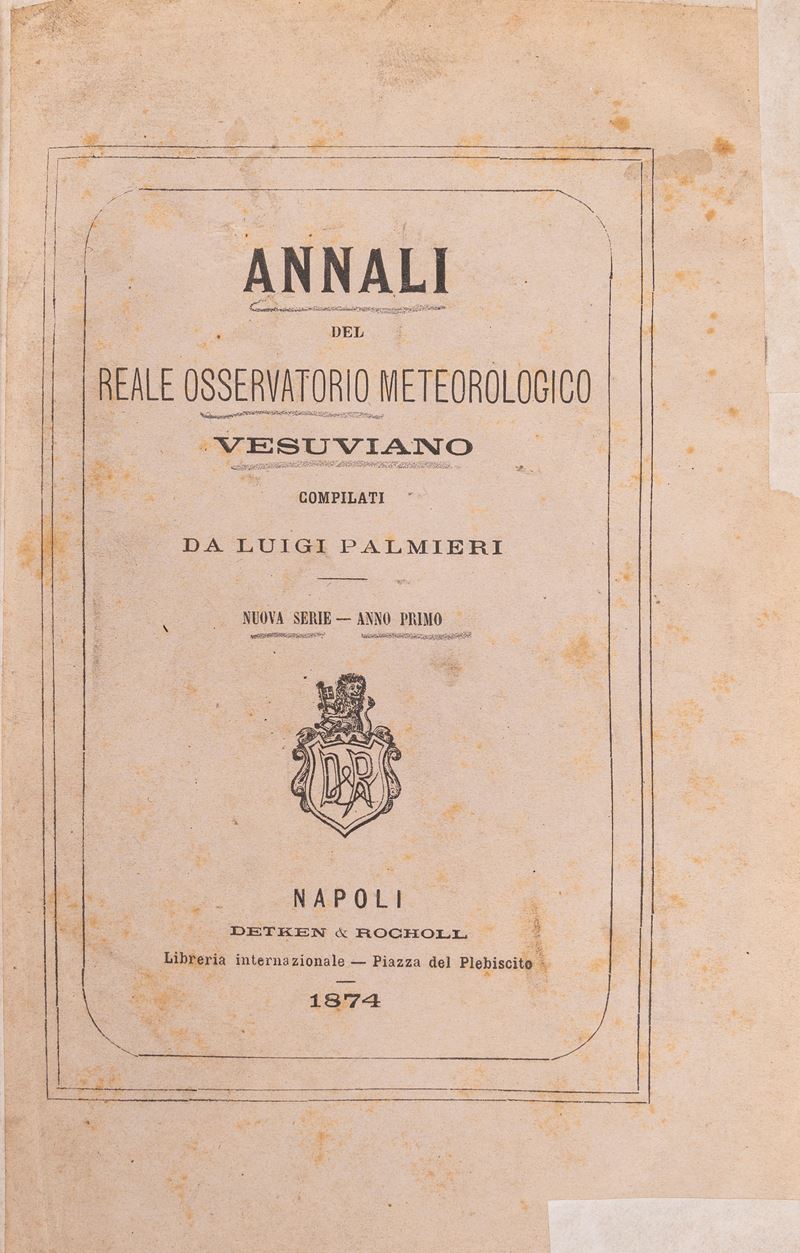 ANNALI
DEL
REALE OSSERVATORIO METEOROLOGICO
VESUVIANO
COMPILATI
DA LUIGI PALMIERI
NUOVA SERIE — ANNO PRIMO
D&R
NAPOLI
DETKEN & ROCHOLL
Libreria internazionale — Piazza del Plebiscito
1874